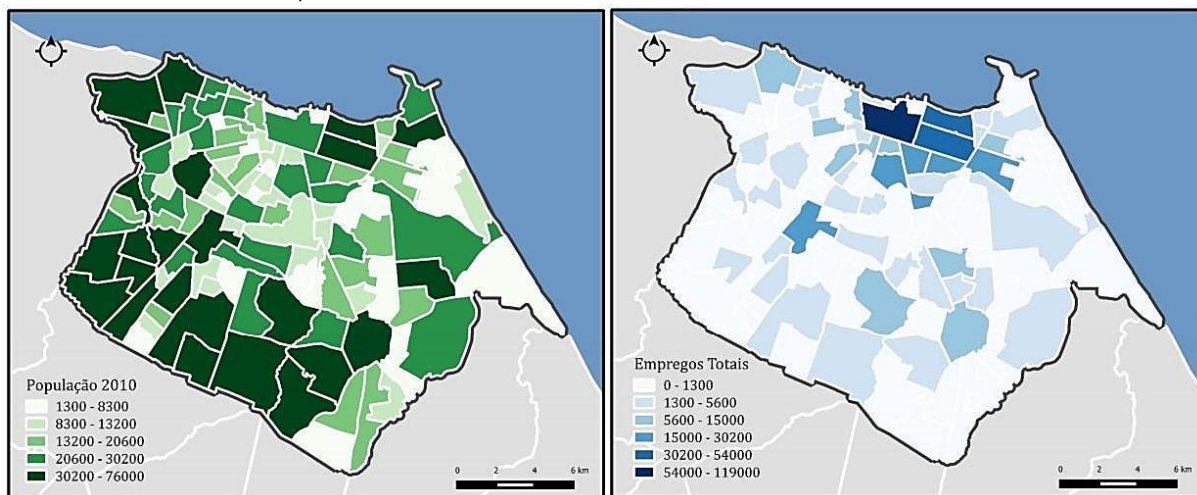 População 2010
1300 - 8300
8300 - 13200
13200 - 20600
20600 - 30200
30200 - 76000
0 2 4 6 km
Empregos Totais
0 - 1300
1300 - 5600
5600 - 15000
15000 - 30200
30200 - 54000
54000 - 119000
0 2 4 6 km